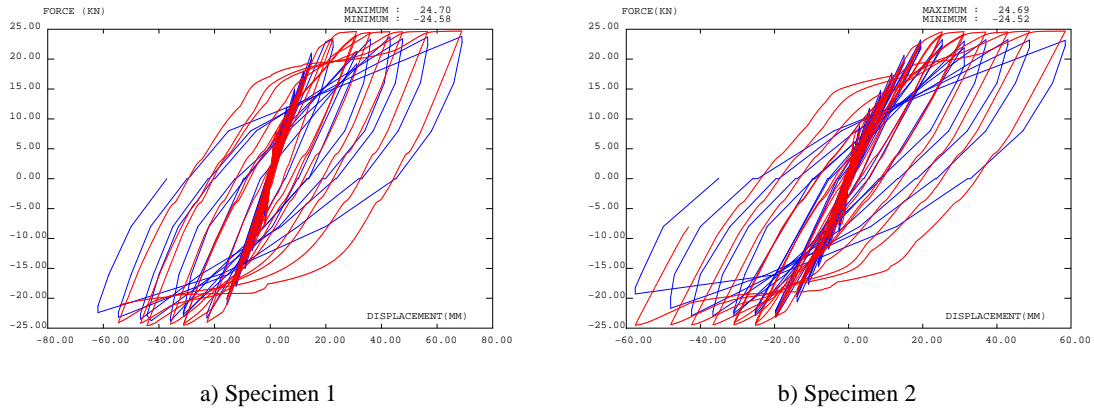 FORCE (KN)
MAXIMUM : 24.70
MINIMUM : -24.58
25.00
20.00
15.00
10.00
5.00
0.00
-5.00
-10.00
-15.00
-20.00
-25.00
DISPLACEMENT(MM)
-80.00 -60.00 -40.00 -20.00 0.00 20.00 40.00 60.00 80.00
a) Specimen 1
FORCE(KN)
MAXIMUM : 24.69
MINIMUM : -24.52
25.00
20.00
15.00
10.00
5.00
0.00
-5.00
-10.00
-15.00
-20.00
-25.00
DISPLACEMENT(MM)
-60.00 -40.00 -20.00 0.00 20.00 40.00 60.00
b) Specimen 2